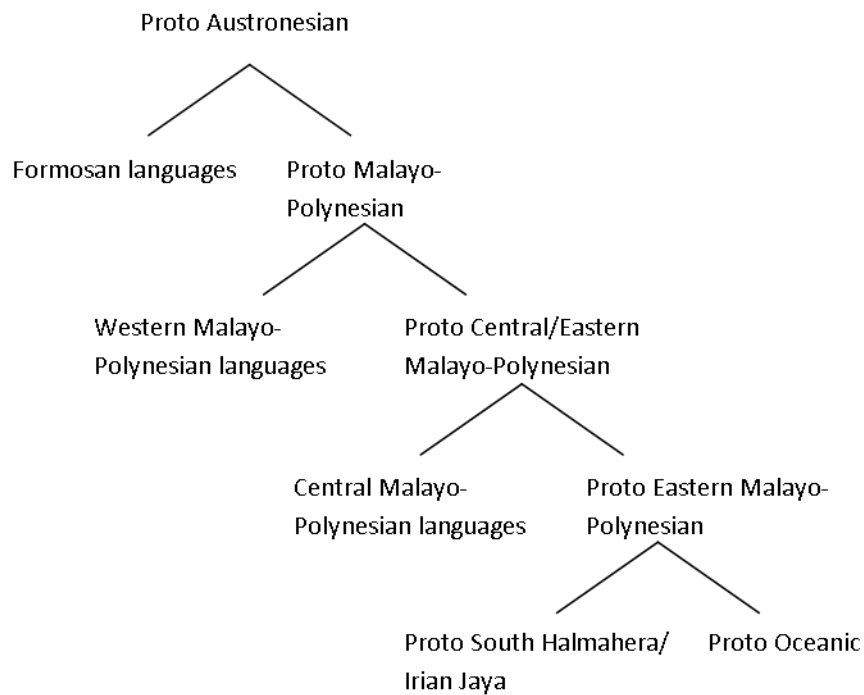 Proto Austronesian
Formosan languages
Proto Malayo-
Polynesian
Western Malayo-
Polynesian languages
Proto Central/Eastern
Malayo-Polynesian
Central Malayo-
Polynesian languages
Proto Eastern Malayo-
Polynesian
Proto South Halmahera/
Irian Jaya
Proto Oceanic